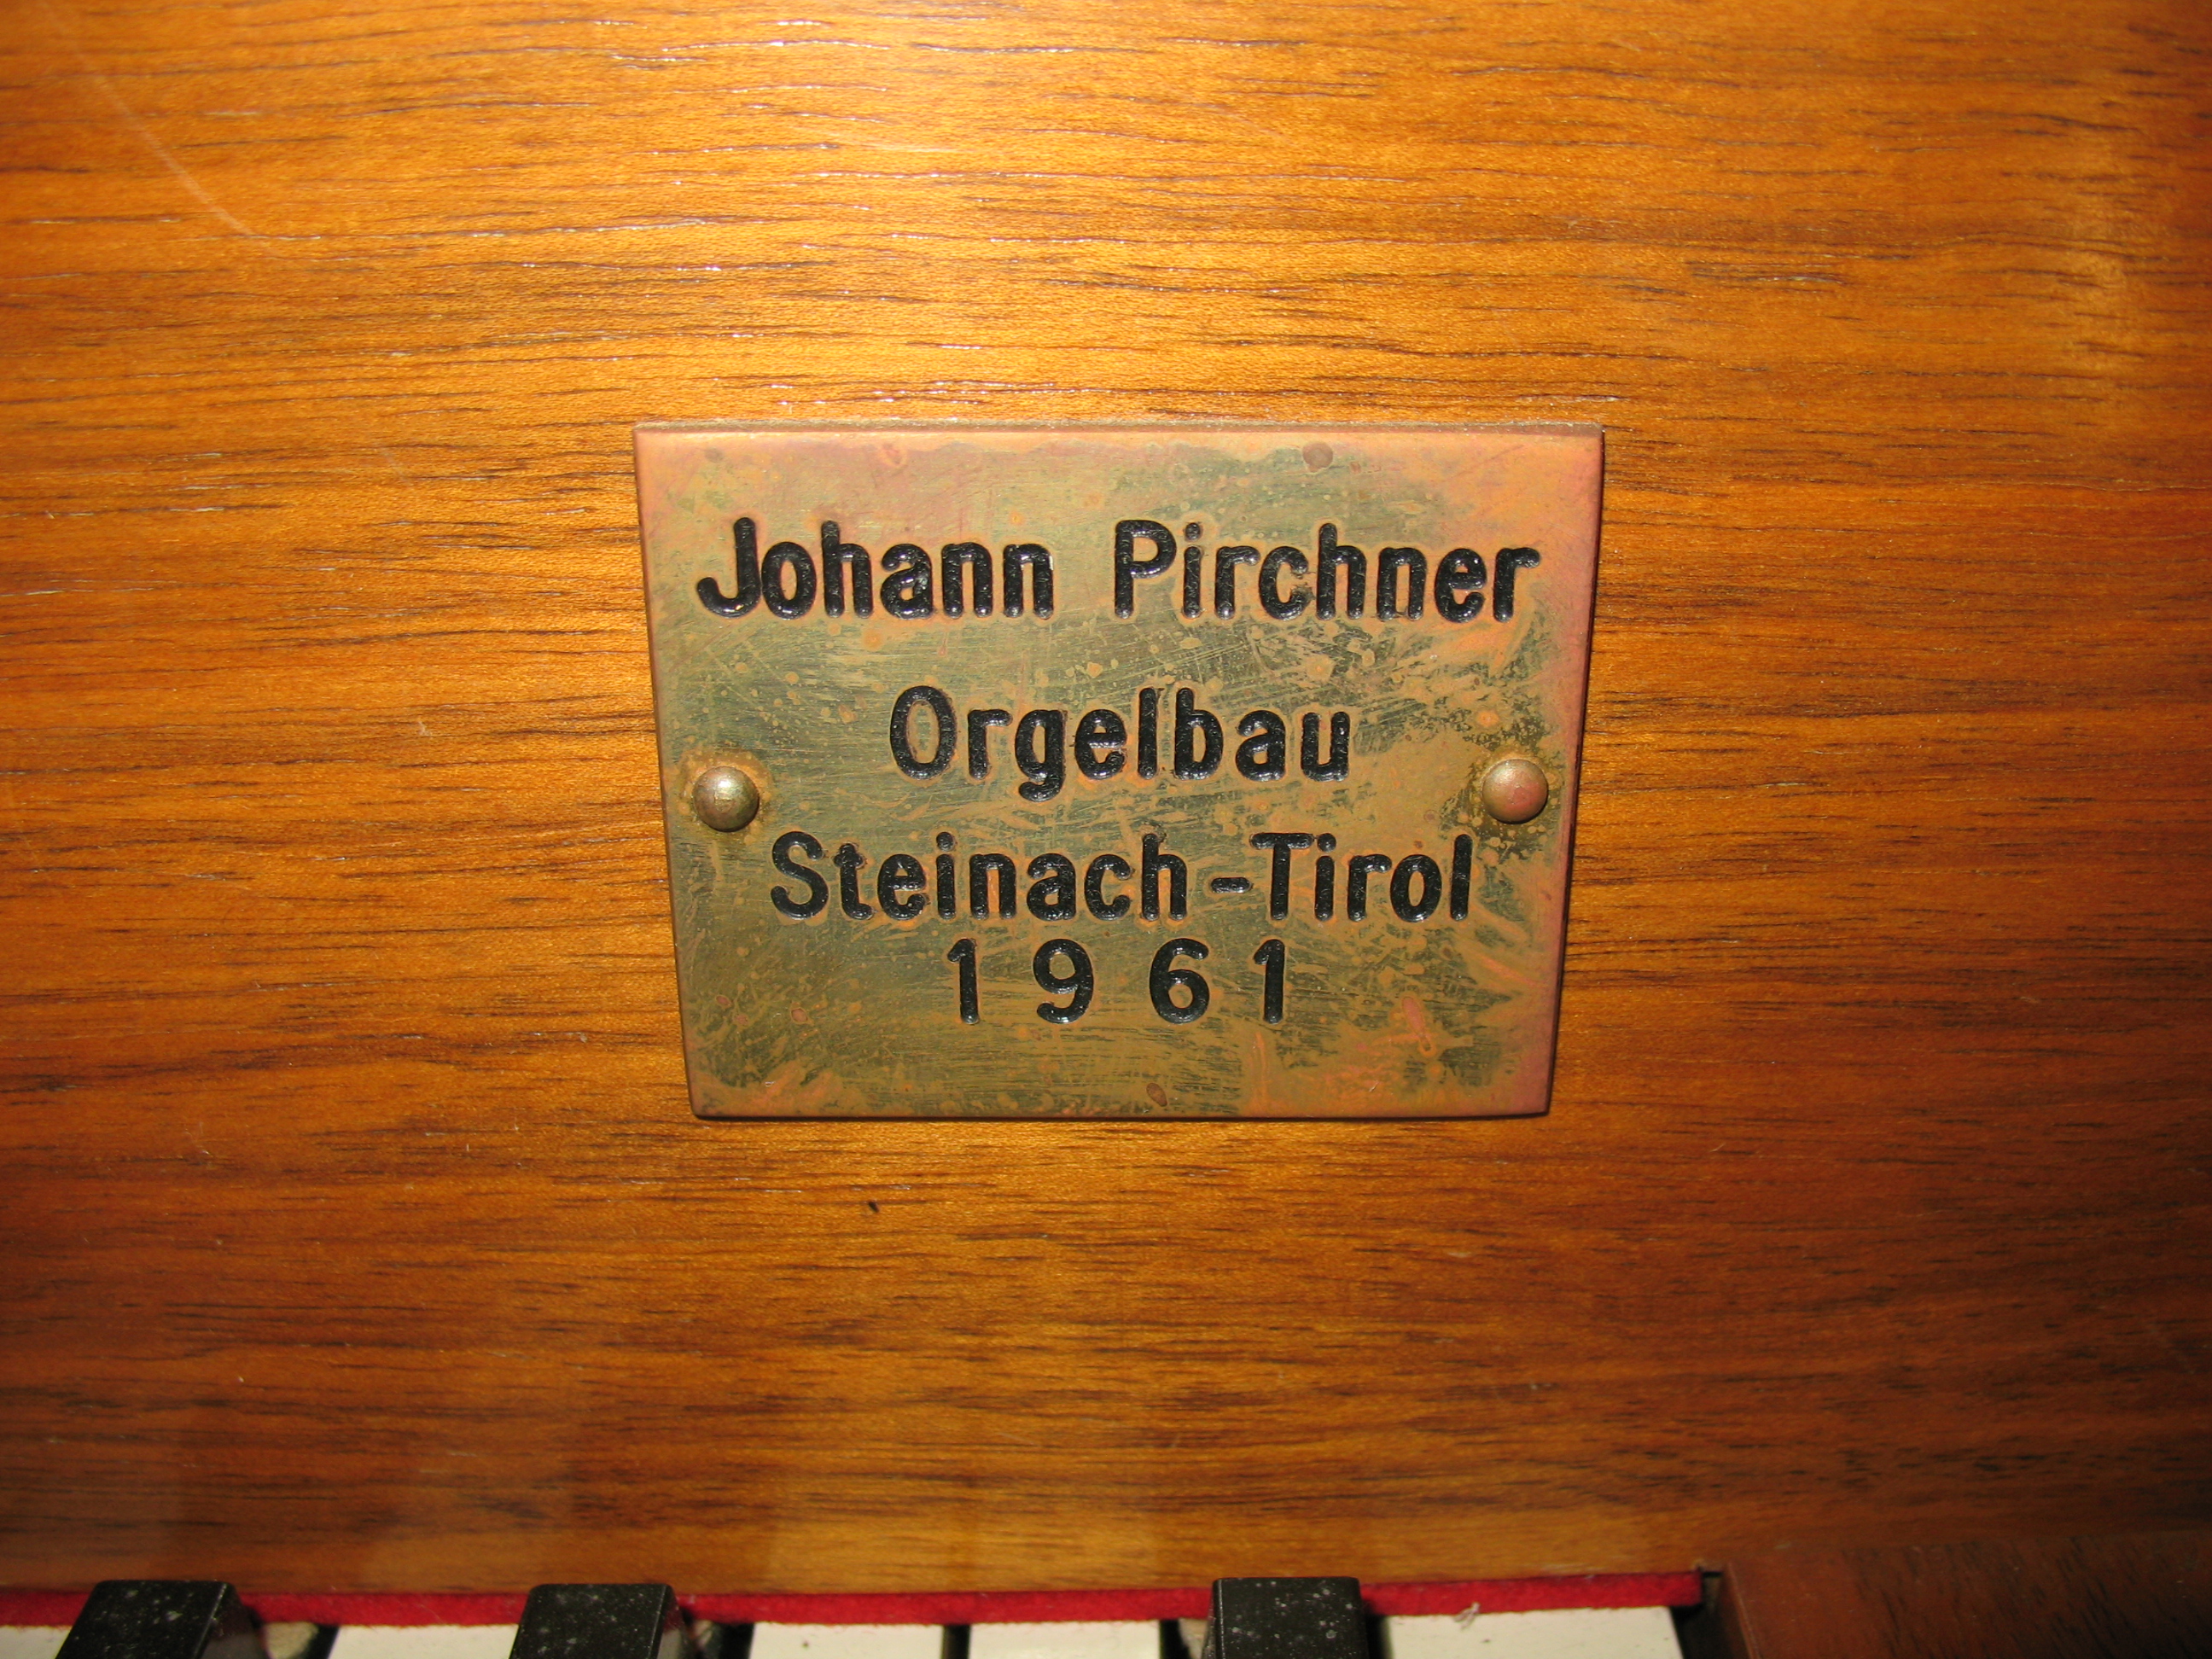 Johann Pirchner
Orgelbau
Steinach-Tirol
1961